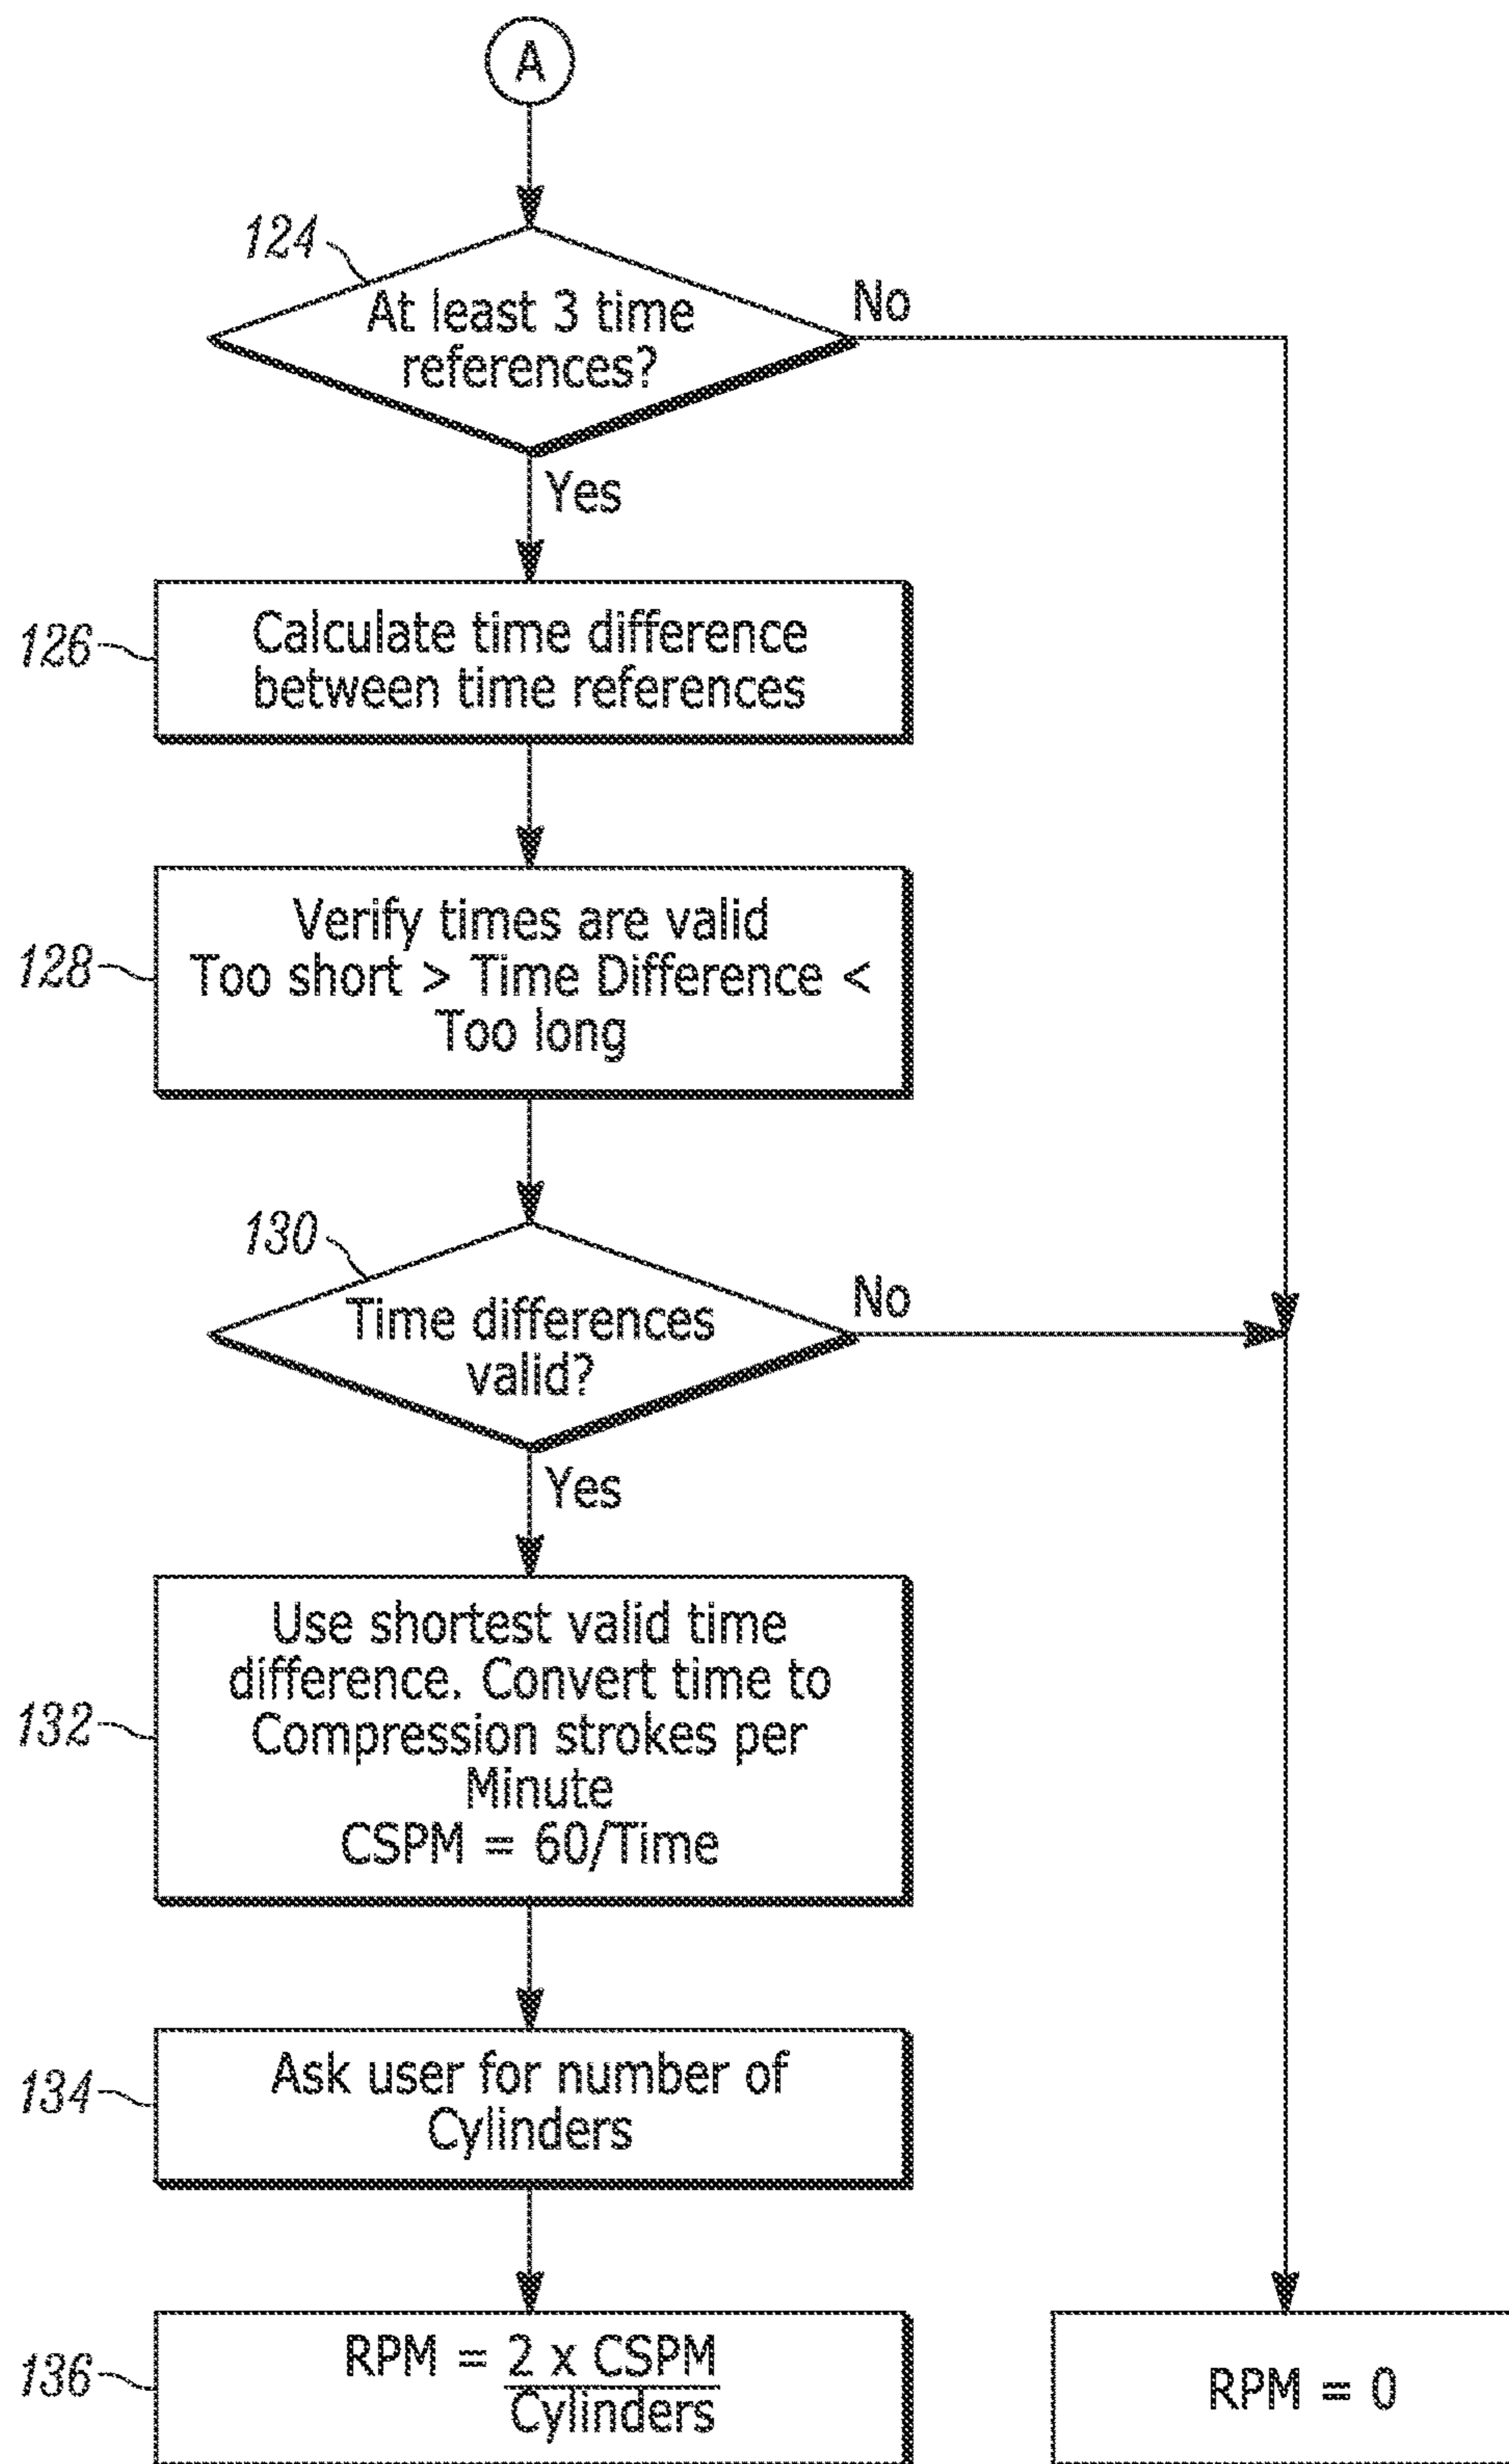 A
124
At least 3 time
references?
No
Yes
126
Calculate time difference
between time references
128
Verify times are valid
Too short > Time Difference <
Too long
130
Time differences
valid?
No
Yes
132
Use shortest valid time
difference. Convert time to
Compression strokes per
Minute
CSPM = 60/Time
134
Ask user for number of
Cylinders
136
RPM = 2 x CSPM
Cylinders
RPM = 0